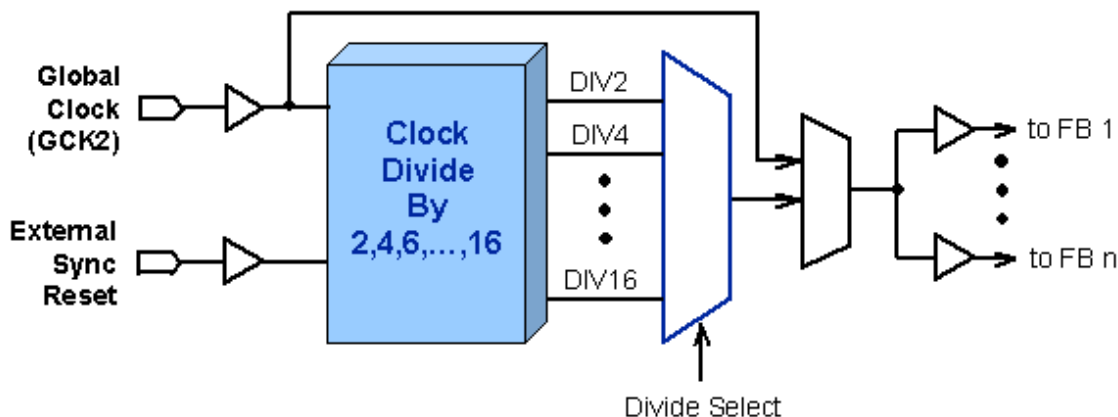 Global
Clock
(GCK2)
External
Sync
Reset
Clock
Divide
By
2,4,6,...,16
DIV2
DIV4
DIV16
Divide Select
to FB 1
to FB n